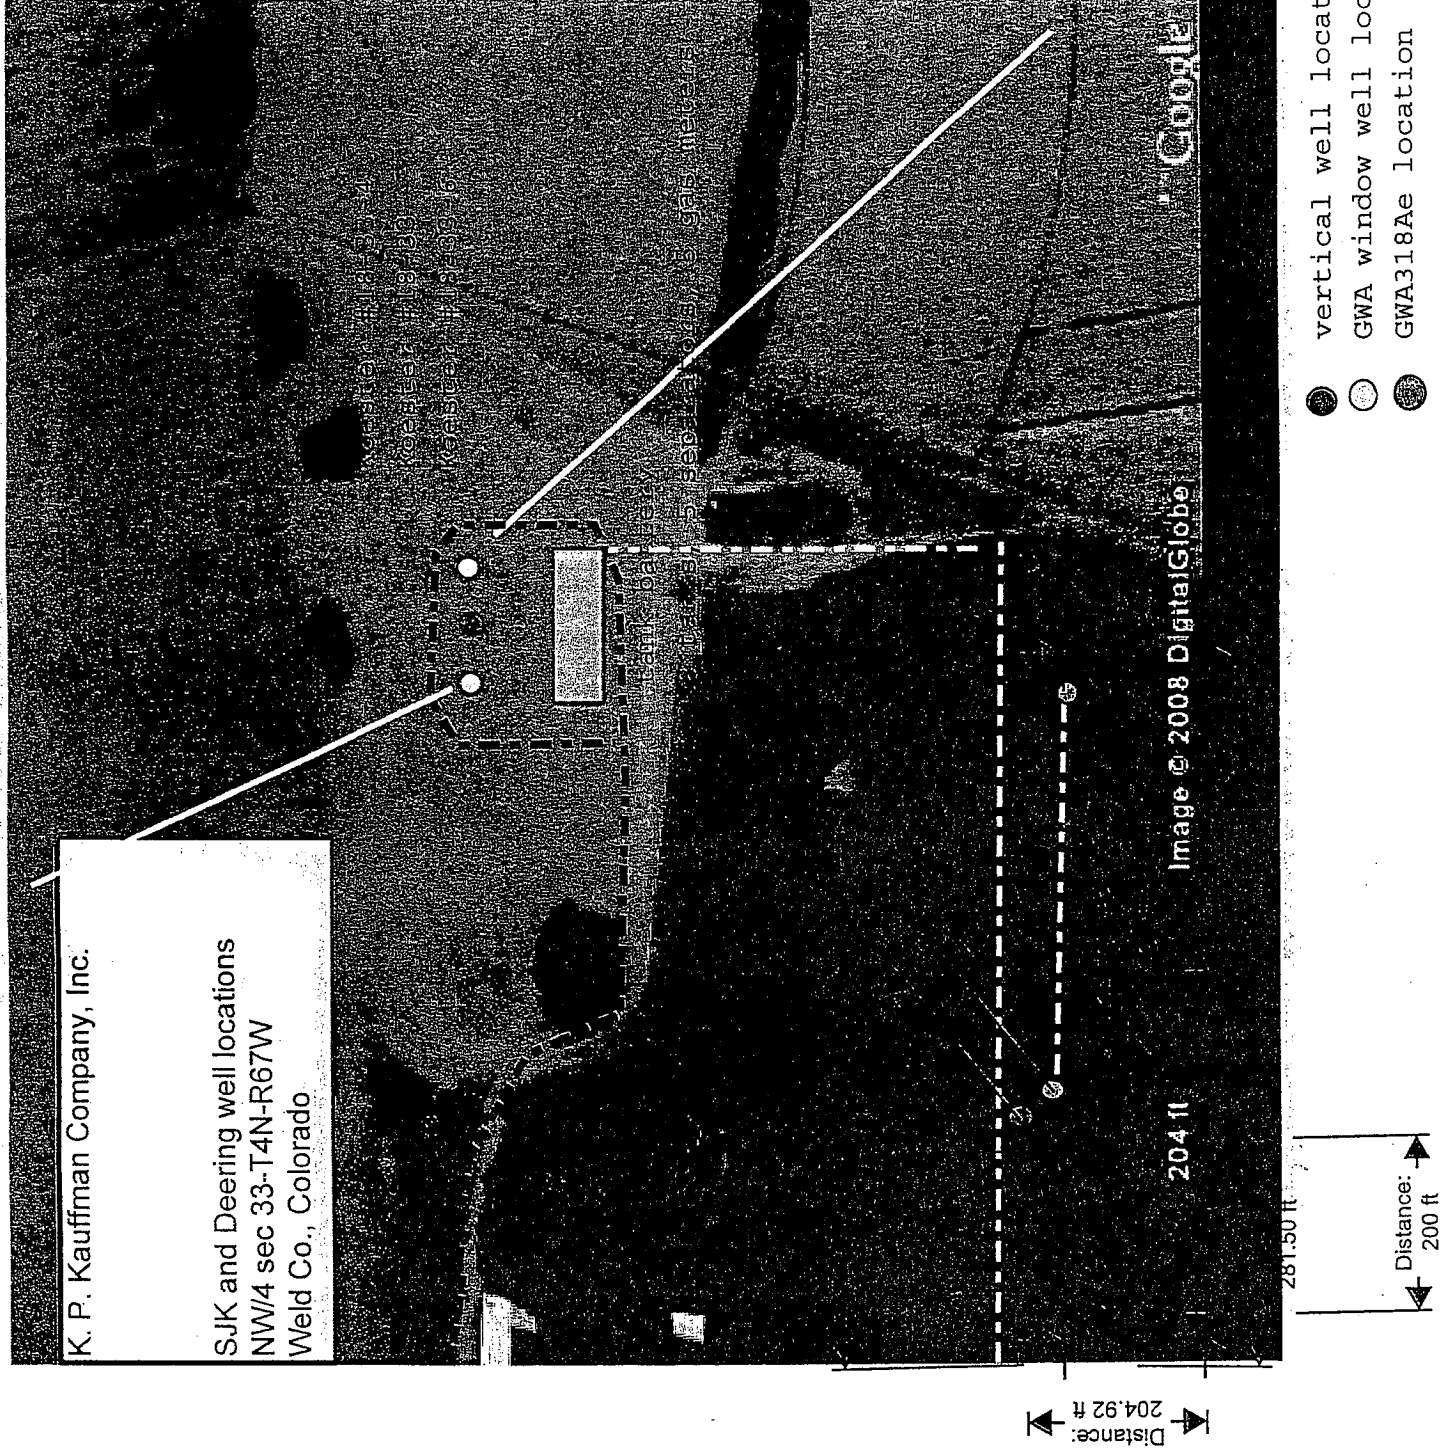 K. P. Kauffman Company, Inc.
SJK and Deering well locations
NW/4 sec 33-T4N-R67W
Weld Co., Colorado
204 ft
Image © 2008 DigitalGlobe
Google
281.50 ft
Distance:
200 ft
Distance:
204.92 ft
vertical well locat
GWA window well loc
GWA318Ae location